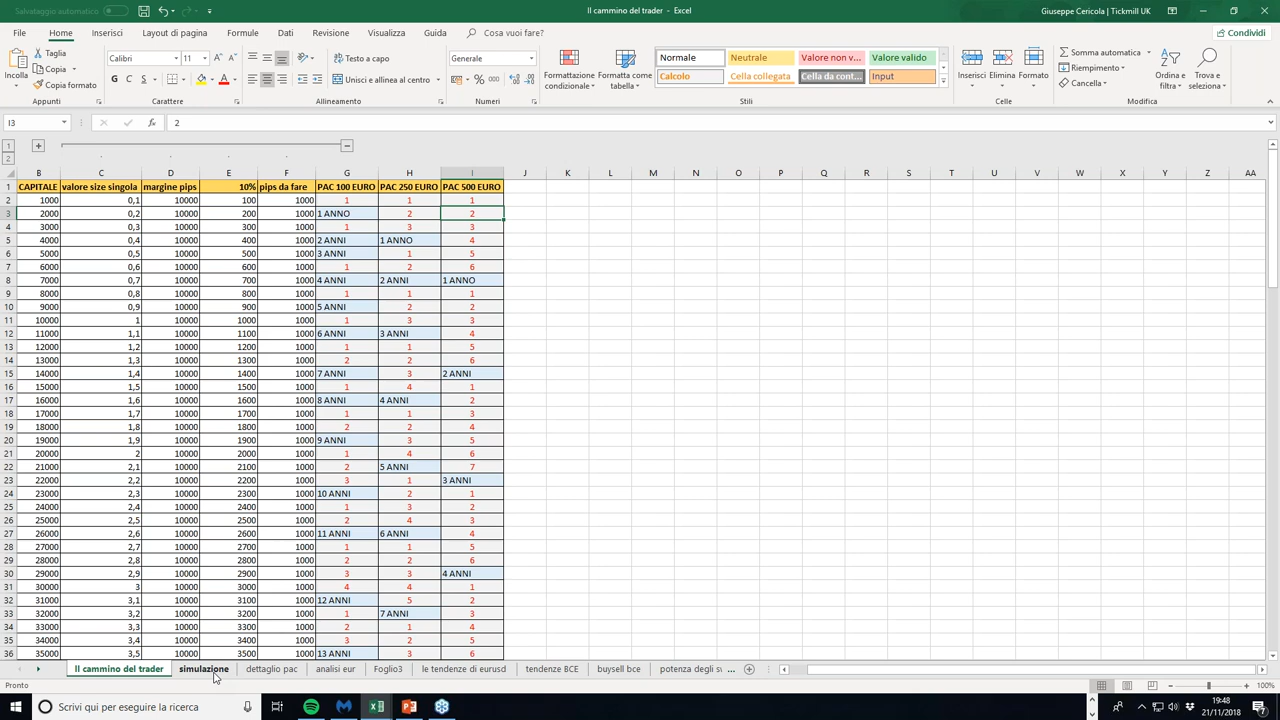 Salvataggio automatico
Il cammino del trader - Excel
Giuseppe Cericola | Tickmill UK
File Home Inserisci Layout di pagina Formule Dati Revisione Visualizza Guida Cosa vuoi fare? Condividi
Incolla
Taglia
Copia
Copia formato
Appunti
Calibri 11
G C S
Carattere
Testo a capo
Unisci e allinea al centro
Allineamento
Generale
% 000
Numeri
Formattazione condizionale
Formatta come tabella
Normale Neutrale Valore non v... Valore valido
Calcolo Cella collegata Cella da cont... Input
Stili
Inserisci Elimina Formato
Celle
Somma automatica
Riempimento
Cancella
Ordina e filtra
Trova e seleziona
Modifica
I3 fx 2
1
2
B C D E F G H I J K L M N O P Q R S T U V W X Y Z AA
1 CAPITALE valore size singola margine pips 10% pips da fare PAC 100 EURO PAC 250 EURO PAC 500 EURO
2 1000 0,1 10000 100 1000 1 1 1
3 2000 0,2 10000 200 1000 1 ANNO 2 2
4 3000 0,3 10000 300 1000 1 3 3
5 4000 0,4 10000 400 1000 2 ANNI 1 ANNO 4
6 5000 0,5 10000 500 1000 3 ANNI 1 5
7 6000 0,6 10000 600 1000 1 2 6
8 7000 0,7 10000 700 1000 4 ANNI 2 ANNI 1 ANNO
9 8000 0,8 10000 800 1000 1 1 1
10 9000 0,9 10000 900 1000 5 ANNI 2 2
11 10000 1 10000 1000 1000 1 3 3
12 11000 1,1 10000 1100 1000 6 ANNI 3 ANNI 4
13 12000 1,2 10000 1200 1000 1 1 5
14 13000 1,3 10000 1300 1000 2 2 6
15 14000 1,4 10000 1400 1000 7 ANNI 3 2 ANNI
16 15000 1,5 10000 1500 1000 1 4 1
17 16000 1,6 10000 1600 1000 8 ANNI 4 ANNI 2
18 17000 1,7 10000 1700 1000 1 1 3
19 18000 1,8 10000 1800 1000 2 2 4
20 19000 1,9 10000 1900 1000 9 ANNI 3 5
21 20000 2 10000 2000 1000 1 4 6
22 21000 2,1 10000 2100 1000 2 5 ANNI 7
23 22000 2,2 10000 2200 1000 3 1 3 ANNI
24 23000 2,3 10000 2300 1000 10 ANNI 2 1
25 24000 2,4 10000 2400 1000 1 3 2
26 25000 2,5 10000 2500 1000 2 4 3
27 26000 2,6 10000 2600 1000 11 ANNI 6 ANNI 4
28 27000 2,7 10000 2700 1000 1 1 5
29 28000 2,8 10000 2800 1000 2 2 6
30 29000 2,9 10000 2900 1000 3 3 4 ANNI
31 30000 3 10000 3000 1000 4 4 1
32 31000 3,1 10000 3100 1000 12 ANNI 5 2
33 32000 3,2 10000 3200 1000 1 7 ANNI 3
34 33000 3,3 10000 3300 1000 2 1 4
35 34000 3,4 10000 3400 1000 3 2 5
36 35000 3,5 10000 3500 1000 13 ANNI 3 6
Il cammino del trader simulazione dettaglio pac analisi eur Foglio3 le tendenze di eurusd tendenze BCE buysell bce potenza degli sv ...
Pronto
100%
Scrivi qui per eseguire la ricerca
19:48
21/11/2018